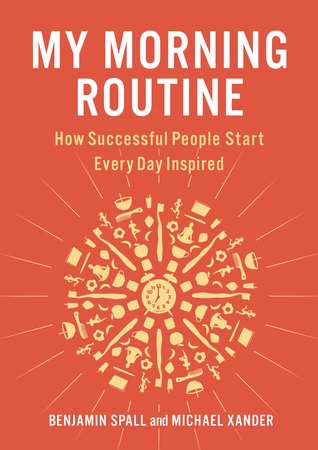 MY MORNING
ROUTINE
How Successful People Start
Every Day Inspired
BENJAMIN SPALL and MICHAEL XANDER